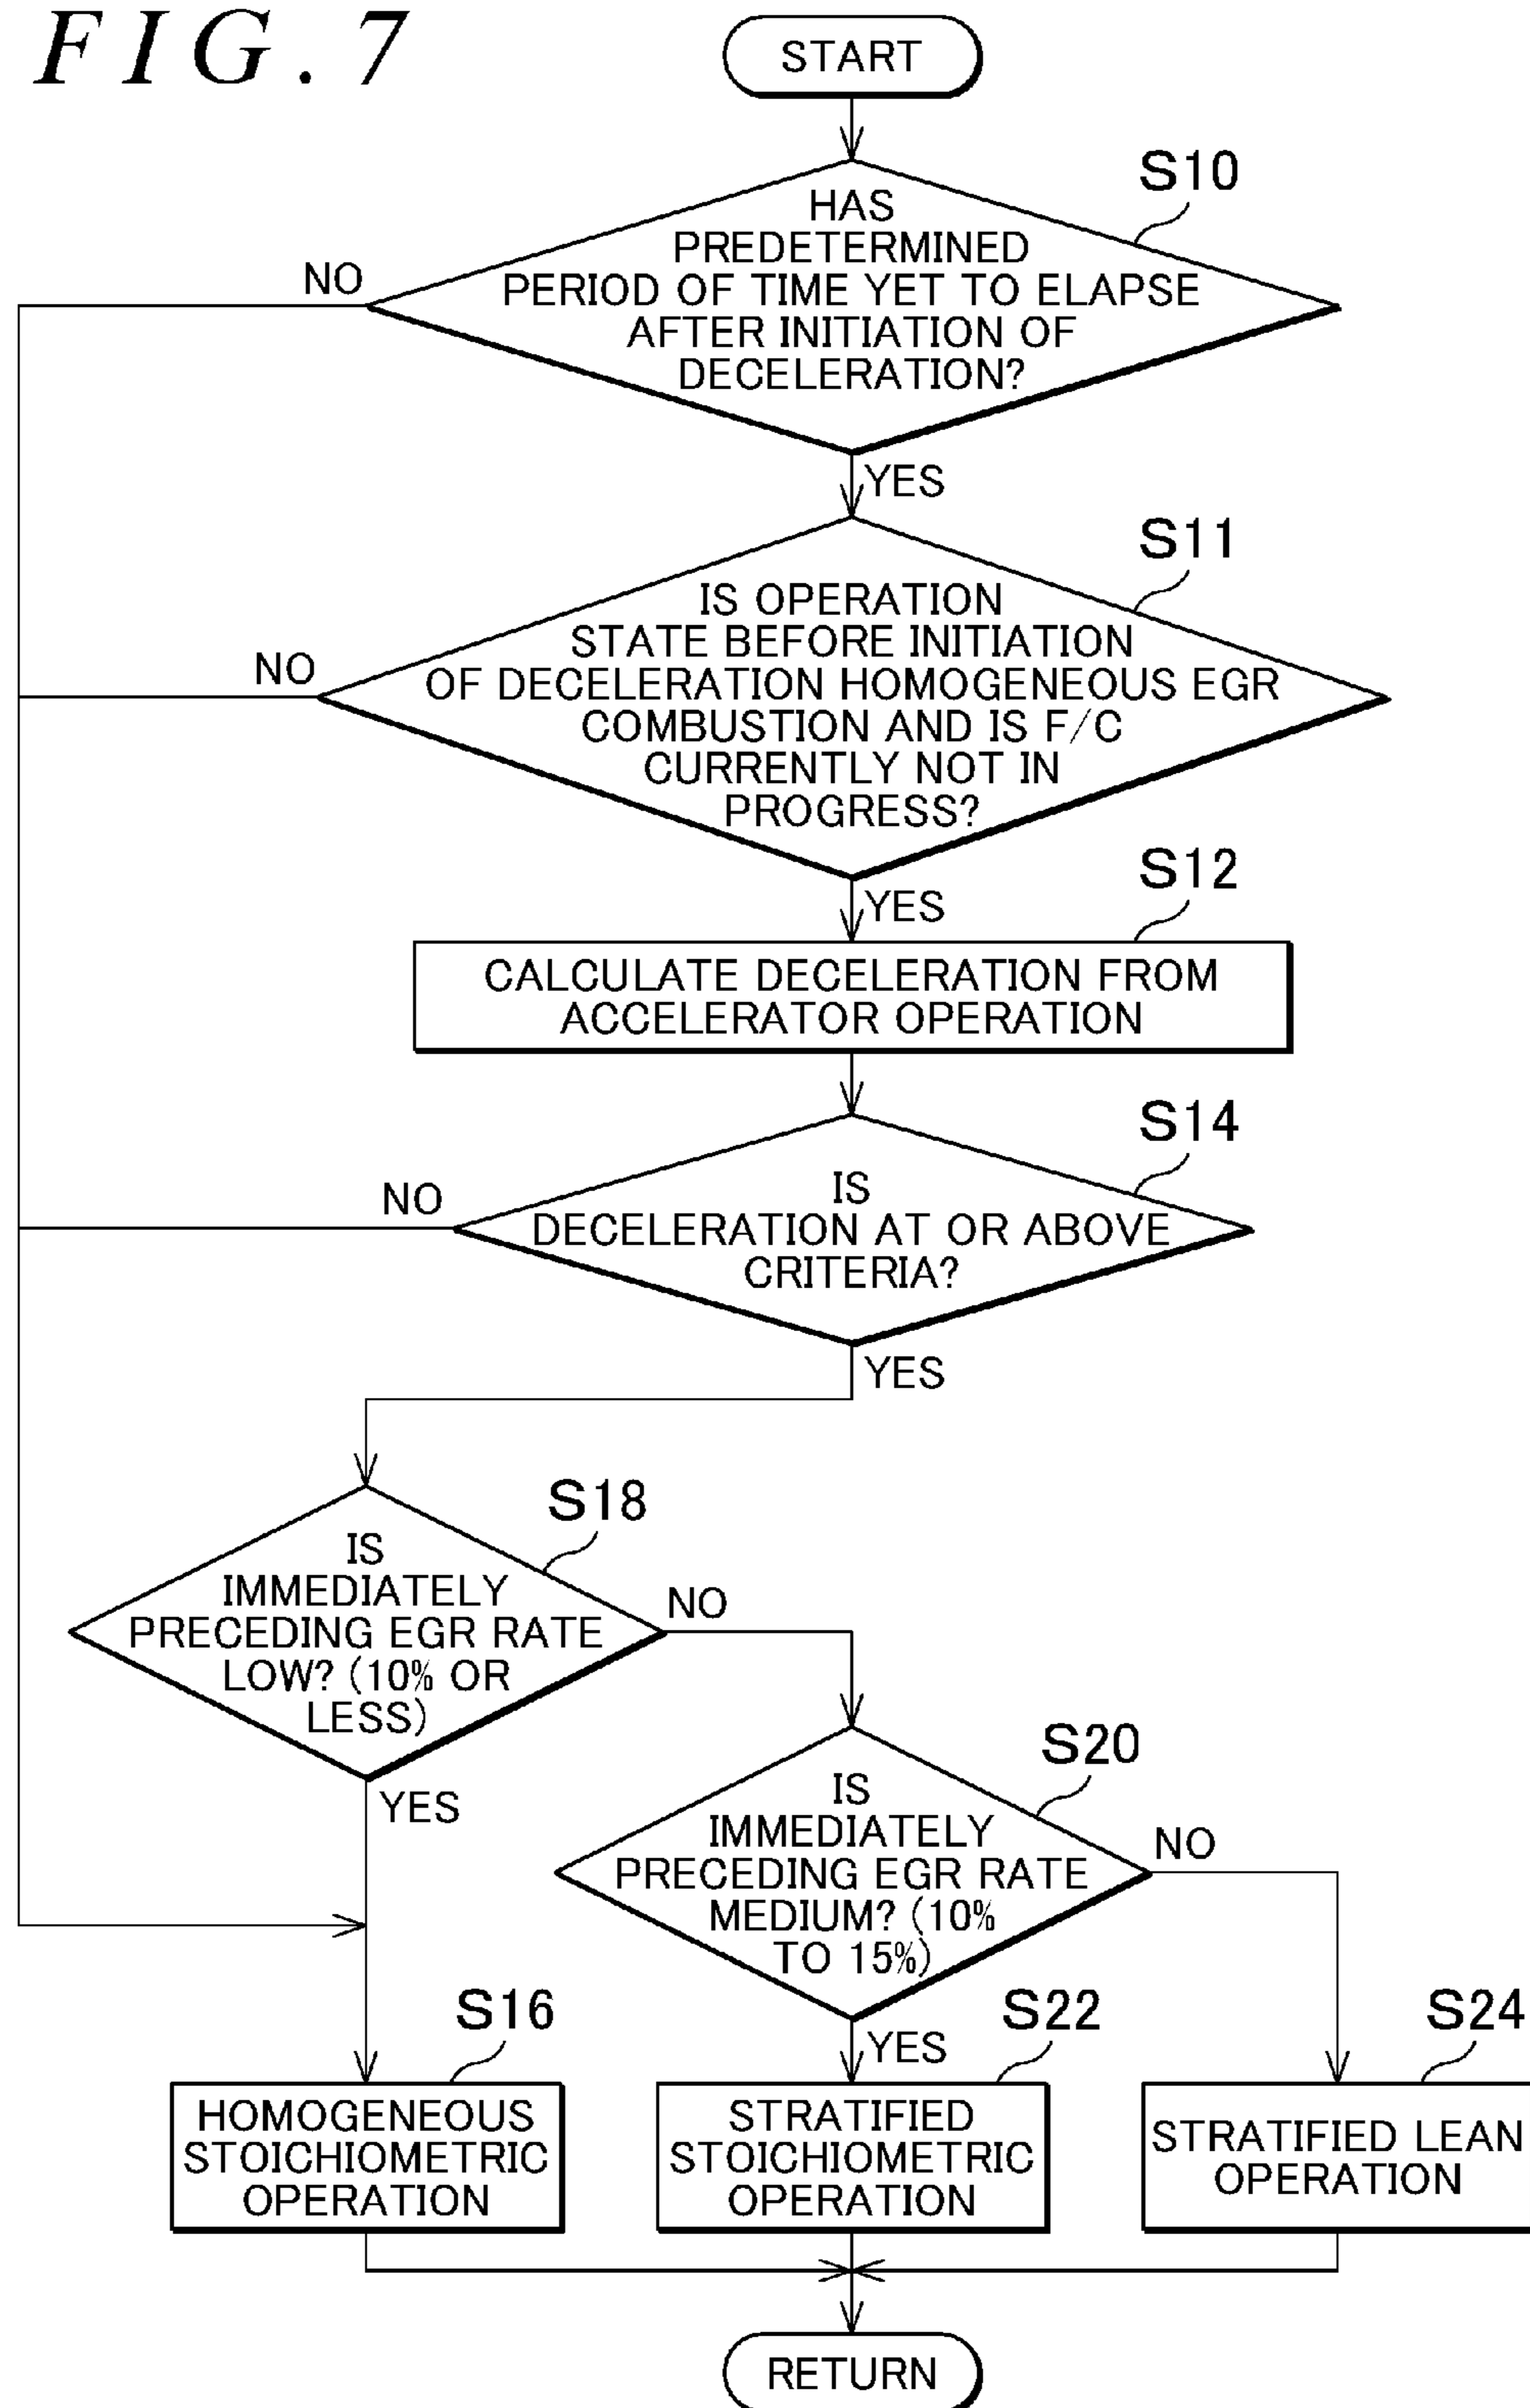 FIG. 7
START
S10
HAS
PREDETERMINED
PERIOD OF TIME YET TO ELAPSE
AFTER INITIATION OF
DECELERATION?
NO
YES
S11
IS OPERATION
STATE BEFORE INITIATION
OF DECELERATION HOMOGENEOUS EGR
COMBUSTION AND IS F/C
CURRENTLY NOT IN
PROGRESS?
NO
YES
S12
CALCULATE DECELERATION FROM
ACCELERATOR OPERATION
S14
IS
DECELERATION AT OR ABOVE
CRITERIA?
NO
YES
S18
IS
IMMEDIATELY
PRECEDING EGR RATE
LOW? (10% OR
LESS)
NO
YES
S20
IS
IMMEDIATELY
PRECEDING EGR RATE
MEDIUM? (10%
TO 15%)
NO
YES
S16
HOMOGENEOUS
STOICHIOMETRIC
OPERATION
S22
STRATIFIED
STOICHIOMETRIC
OPERATION
S24
STRATIFIED LEAN
OPERATION
RETURN